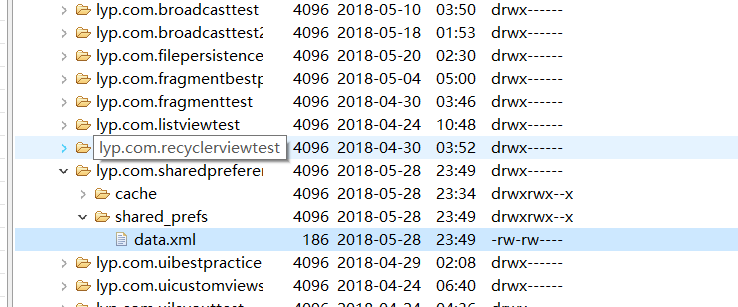 lyp.com.broadcasttest 4096 2018-05-10 03:50 drwx------
lyp.com.broadcasttest2 4096 2018-05-18 01:53 drwx------
lyp.com.filepersistence 4096 2018-05-20 02:30 drwx------
lyp.com.fragmentbestp 4096 2018-05-04 05:00 drwx------
lyp.com.fragmenttest 4096 2018-04-30 03:46 drwx------
lyp.com.listviewtest 4096 2018-04-24 10:48 drwx------
lyp.com.recyclerviewtest 4096 2018-04-30 03:52 drwx------
lyp.com.sharedpreferen 4096 2018-05-28 23:49 drwx------
cache 4096 2018-05-28 23:34 drwxrwx--x
shared_prefs 4096 2018-05-28 23:49 drwxrwx--x
data.xml 186 2018-05-28 23:49 -rw-rw----
lyp.com.uibestpractice 4096 2018-04-29 02:08 drwx------
lyp.com.uicustomviews 4096 2018-04-24 06:40 drwx------